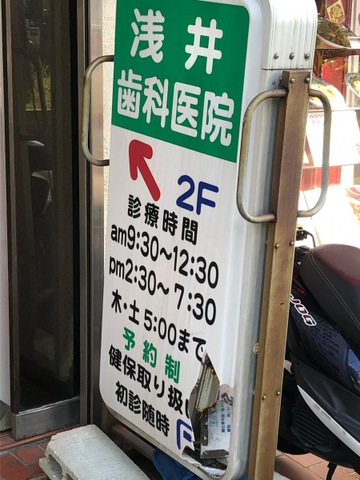 浅井
歯科医院
2F
診療時間
am9:30〜12:30
pm2:30〜7:30
木・土5:00まで
予約制
健保取り扱
初診随時